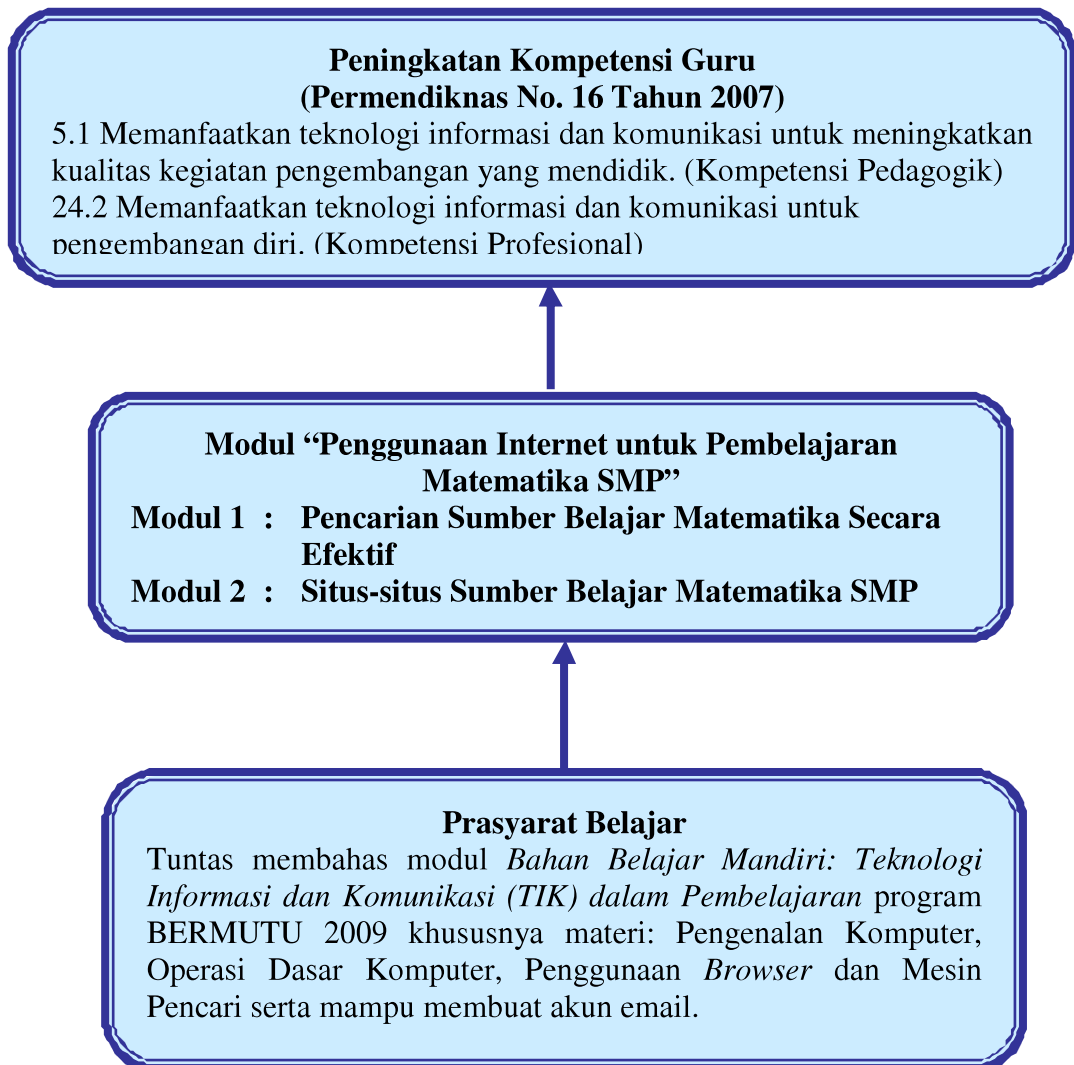 Peningkatan Kompetensi Guru
(Permendiknas No. 16 Tahun 2007)
5.1 Memanfaatkan teknologi informasi dan komunikasi untuk meningkatkan
kualitas kegiatan pengembangan yang mendidik. (Kompetensi Pedagogik)
24.2 Memanfaatkan teknologi informasi dan komunikasi untuk
pengembangan diri. (Kompetensi Profesional)
Modul “Penggunaan Internet untuk Pembelajaran
Matematika SMP”
Modul 1 : Pencarian Sumber Belajar Matematika Secara
Efektif
Modul 2 : Situs-situs Sumber Belajar Matematika SMP
Prasyarat Belajar
Tuntas membahas modul Bahan Belajar Mandiri: Teknologi
Informasi dan Komunikasi (TIK) dalam Pembelajaran program
BERMUTU 2009 khususnya materi: Pengenalan Komputer,
Operasi Dasar Komputer, Penggunaan Browser dan Mesin
Pencari serta mampu membuat akun email.